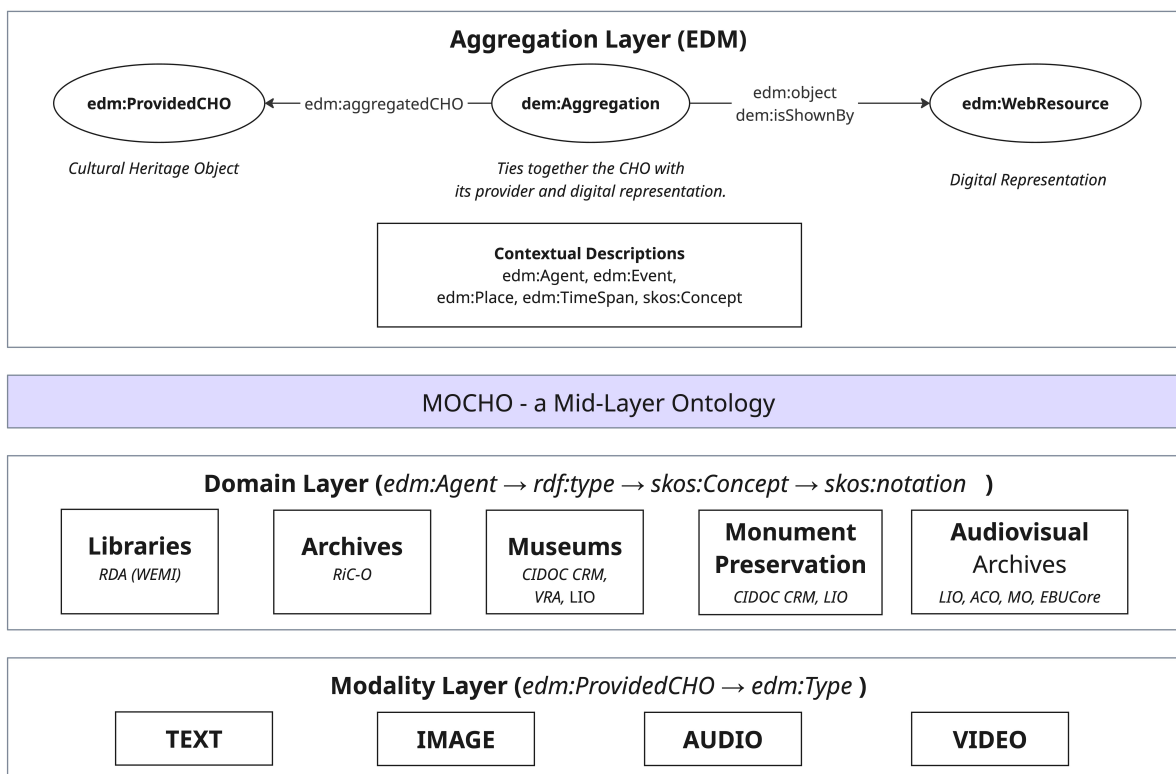 Aggregation Layer (EDM)
edm:ProvidedCHO
edm:aggregatedCHO
dem:Aggregation
edm:object
dem:isShownBy
edm:WebResource
Cultural Heritage Object
Ties together the CHO with
its provider and digital representation.
Digital Representation
Contextual Descriptions
edm:Agent, edm:Event,
edm:Place, edm:TimeSpan, skos:Concept
MOCHO - a Mid-Layer Ontology
Domain Layer (edm:Agent → rdf:type → skos:Concept → skos:notation )
Libraries
RDA (WEMI)
Archives
RiC-O
Museums
CIDOC CRM,
VRA, LIO
Monument
Preservation
CIDOC CRM, LIO
Audiovisual
Archives
LIO, ACO, MO, EBUCore
Modality Layer (edm:ProvidedCHO → edm:Type )
TEXT
IMAGE
AUDIO
VIDEO